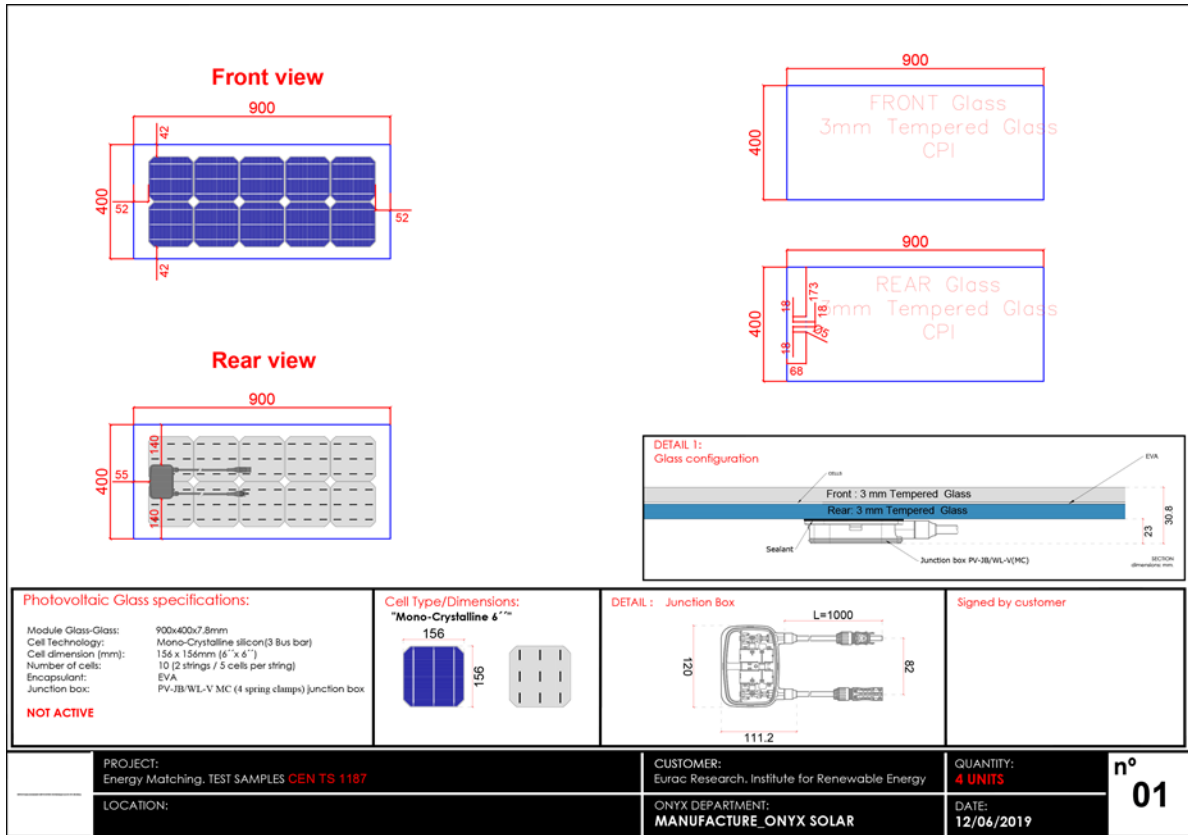 Front view
900
42
400
52
52
42
900
400
FRONT Glass
3mm Tempered Glass
CPI
900
400
REAR Glass
3mm Tempered Glass
CPI
173
18
18
Ø5
18
68
Rear view
900
400
140
55
140
DETAIL 1:
Glass configuration
EVA
CELLS
Front : 3 mm Tempered Glass
Rear: 3 mm Tempered Glass
30.8
23
Sealant
Junction box PV-JB/WL-V(MC)
SECTION
dimensions: mm
Photovoltaic Glass specifications:
Module Glass-Glass: 900x400x7.8mm
Cell Technology: Mono-Crystalline silicon(3 Bus bar)
Cell dimension (mm): 156 x 156mm (6´´x 6´´)
Number of cells: 10 (2 strings / 5 cells per string)
Encapsulant: EVA
Junction box: PV-JB/WL-V MC (4 spring clamps) junction box
NOT ACTIVE
Cell Type/Dimensions:
"Mono-Crystalline 6´´"
156
156
DETAIL : Junction Box
L=1000
120
82
111.2
Signed by customer
PROJECT:
Energy Matching. TEST SAMPLES CEN TS 1187
LOCATION:
CUSTOMER:
Eurac Research. Institute for Renewable Energy
ONYX DEPARTMENT:
MANUFACTURE_ONYX SOLAR
QUANTITY:
4 UNITS
DATE:
12/06/2019
nº
01